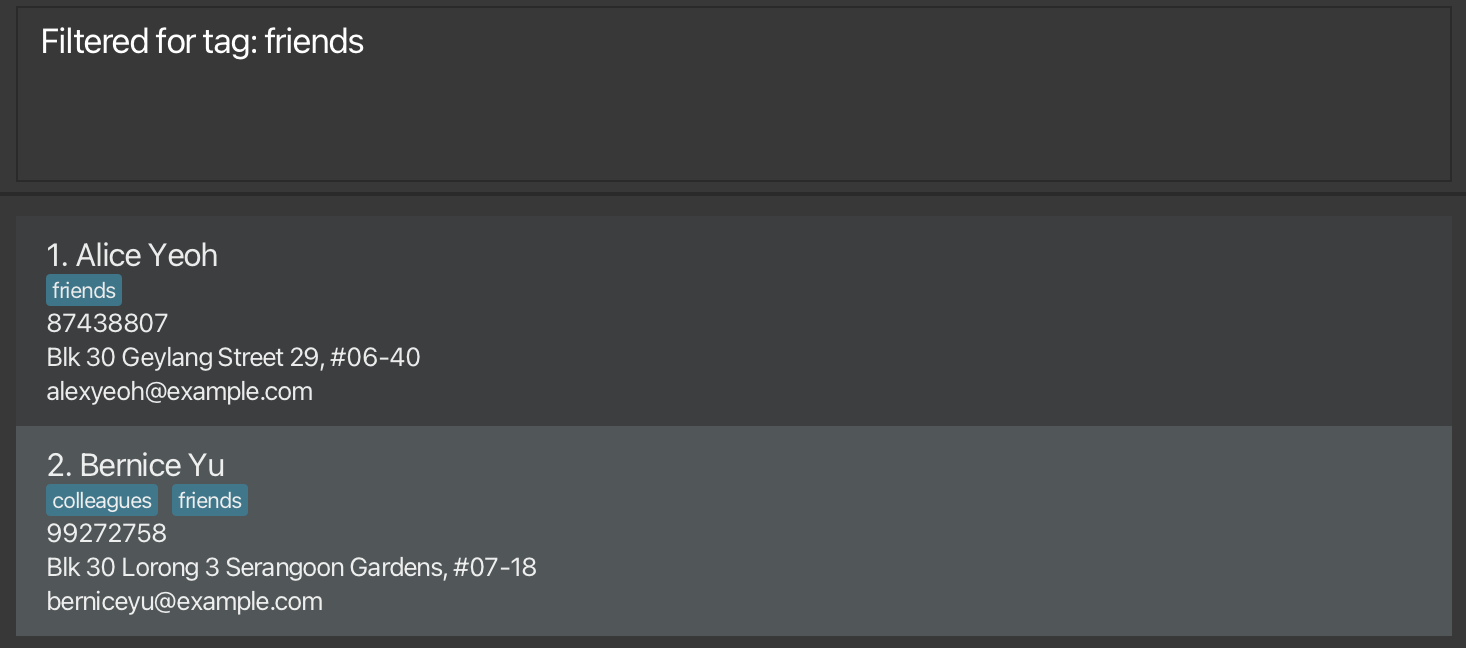 Filtered for tag: friends
1. Alice Yeoh
friends
87438807
Blk 30 Geylang Street 29, #06-40
alexyeoh@example.com
2. Bernice Yu
colleagues friends
99272758
Blk 30 Lorong 3 Serangoon Gardens, #07-18
berniceyu@example.com